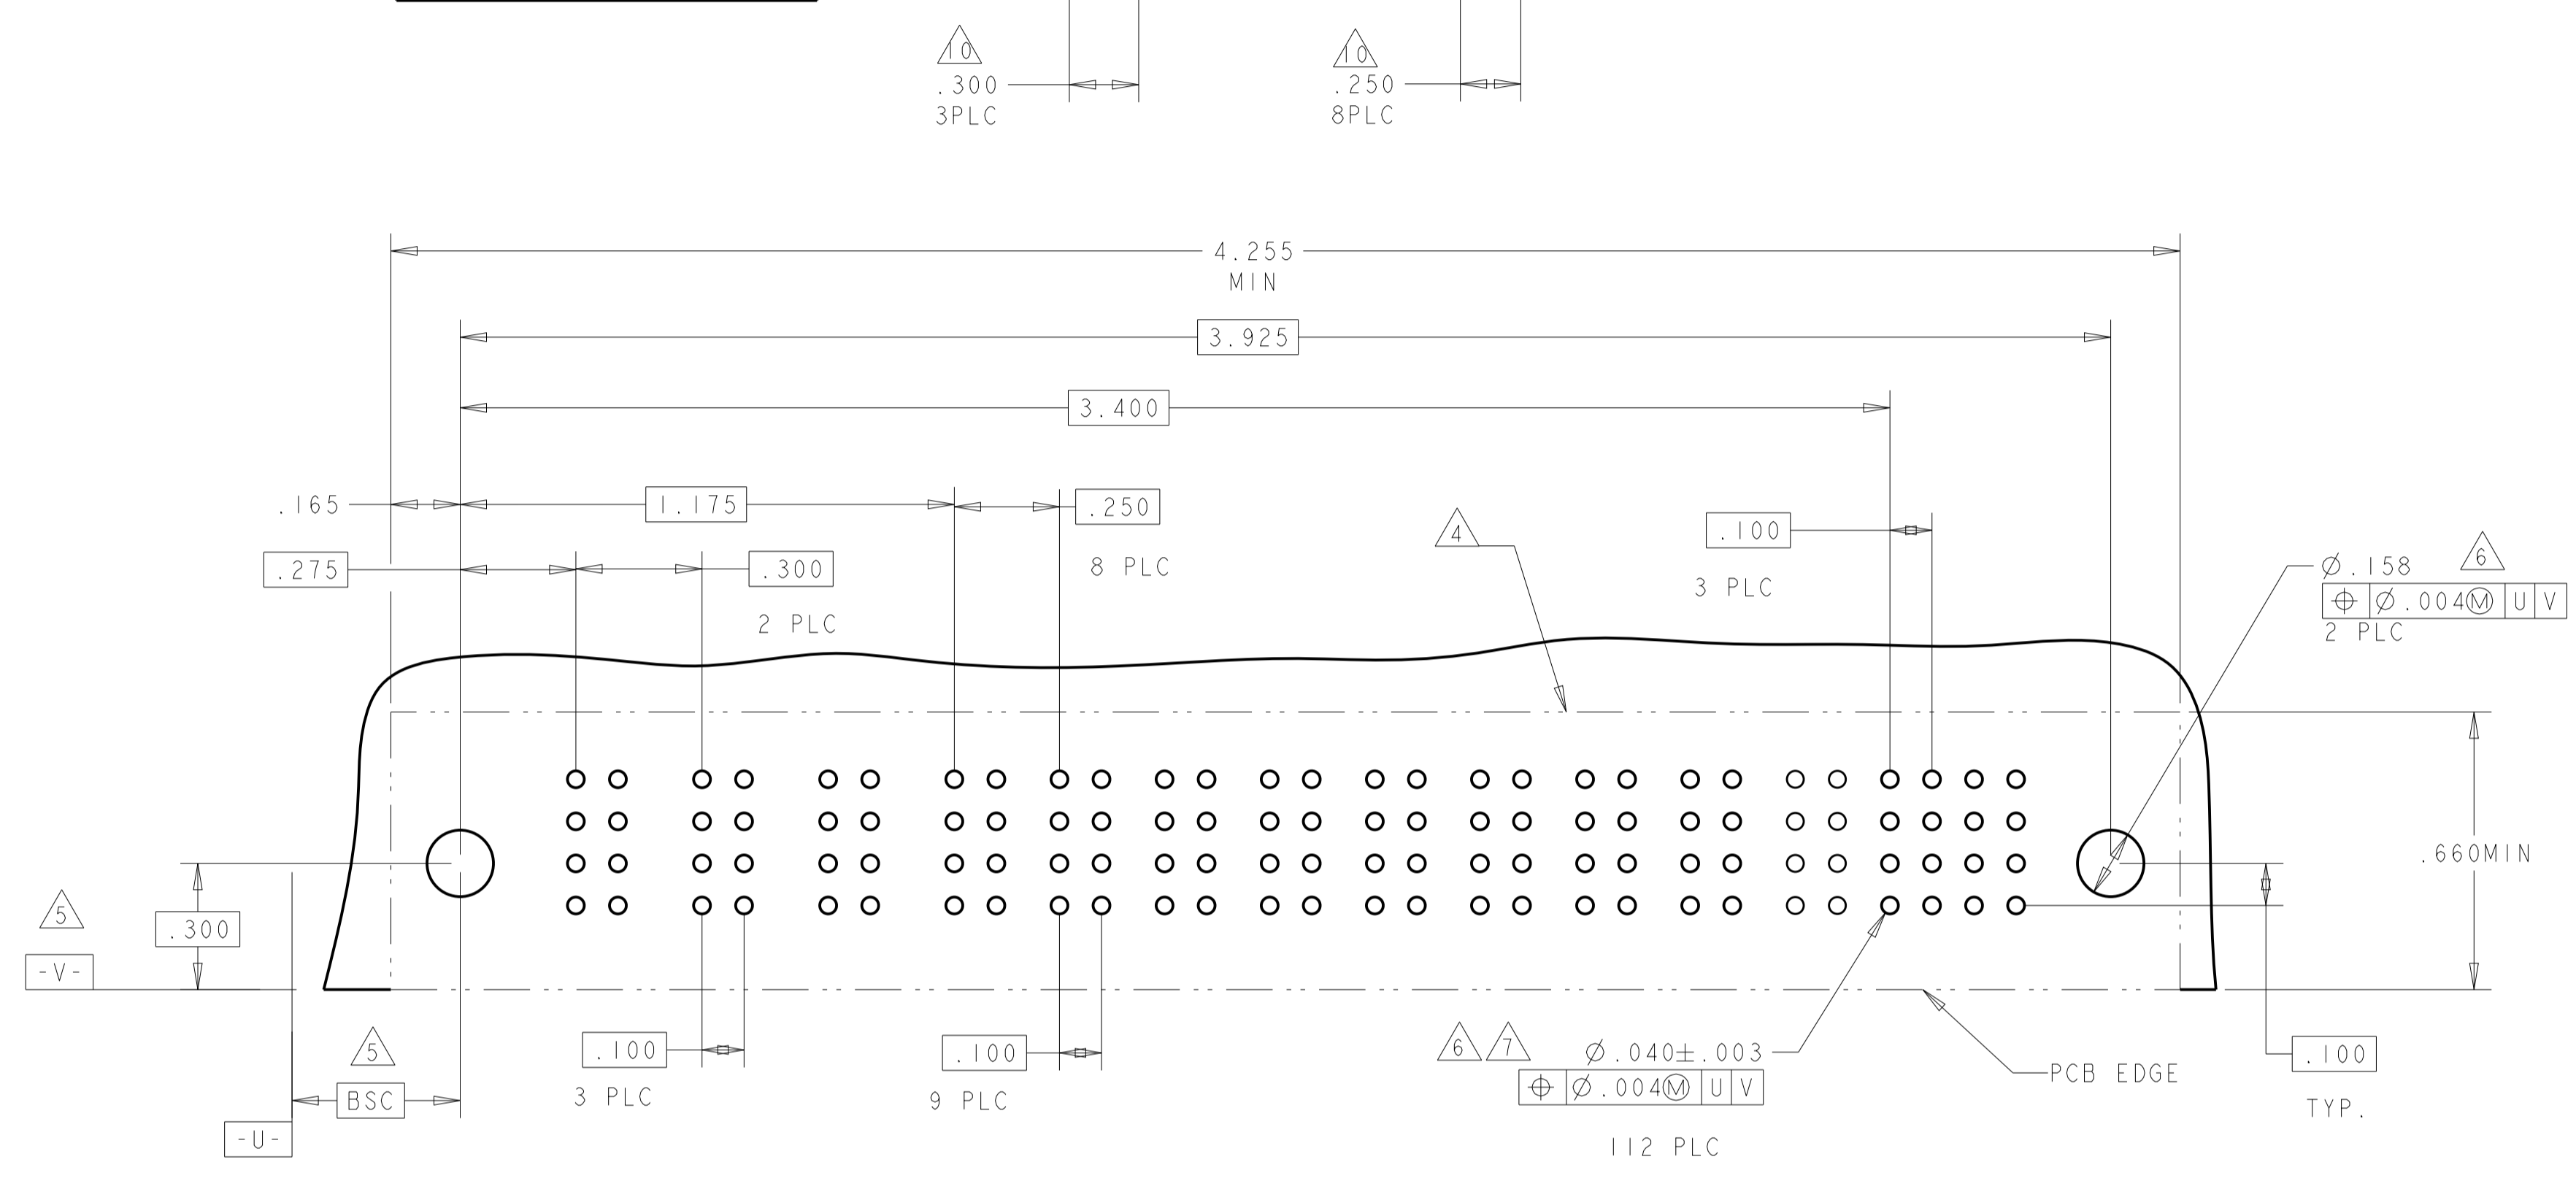 10
10
.300
.250
3PLC
8PLC
4.255
MIN
3.925
3.400
.165
1.175
.250
8 PLC
.275
.300
2 PLC
4
.100
3 PLC
6
Ø.158
⌖ Ø.004Ⓜ U V
2 PLC
.660MIN
5
.300
-V-
5
BSC
-U-
.100
3 PLC
.100
9 PLC
6 7
Ø.040±.003
⌖ Ø.004Ⓜ U V
112 PLC
PCB EDGE
.100
TYP.